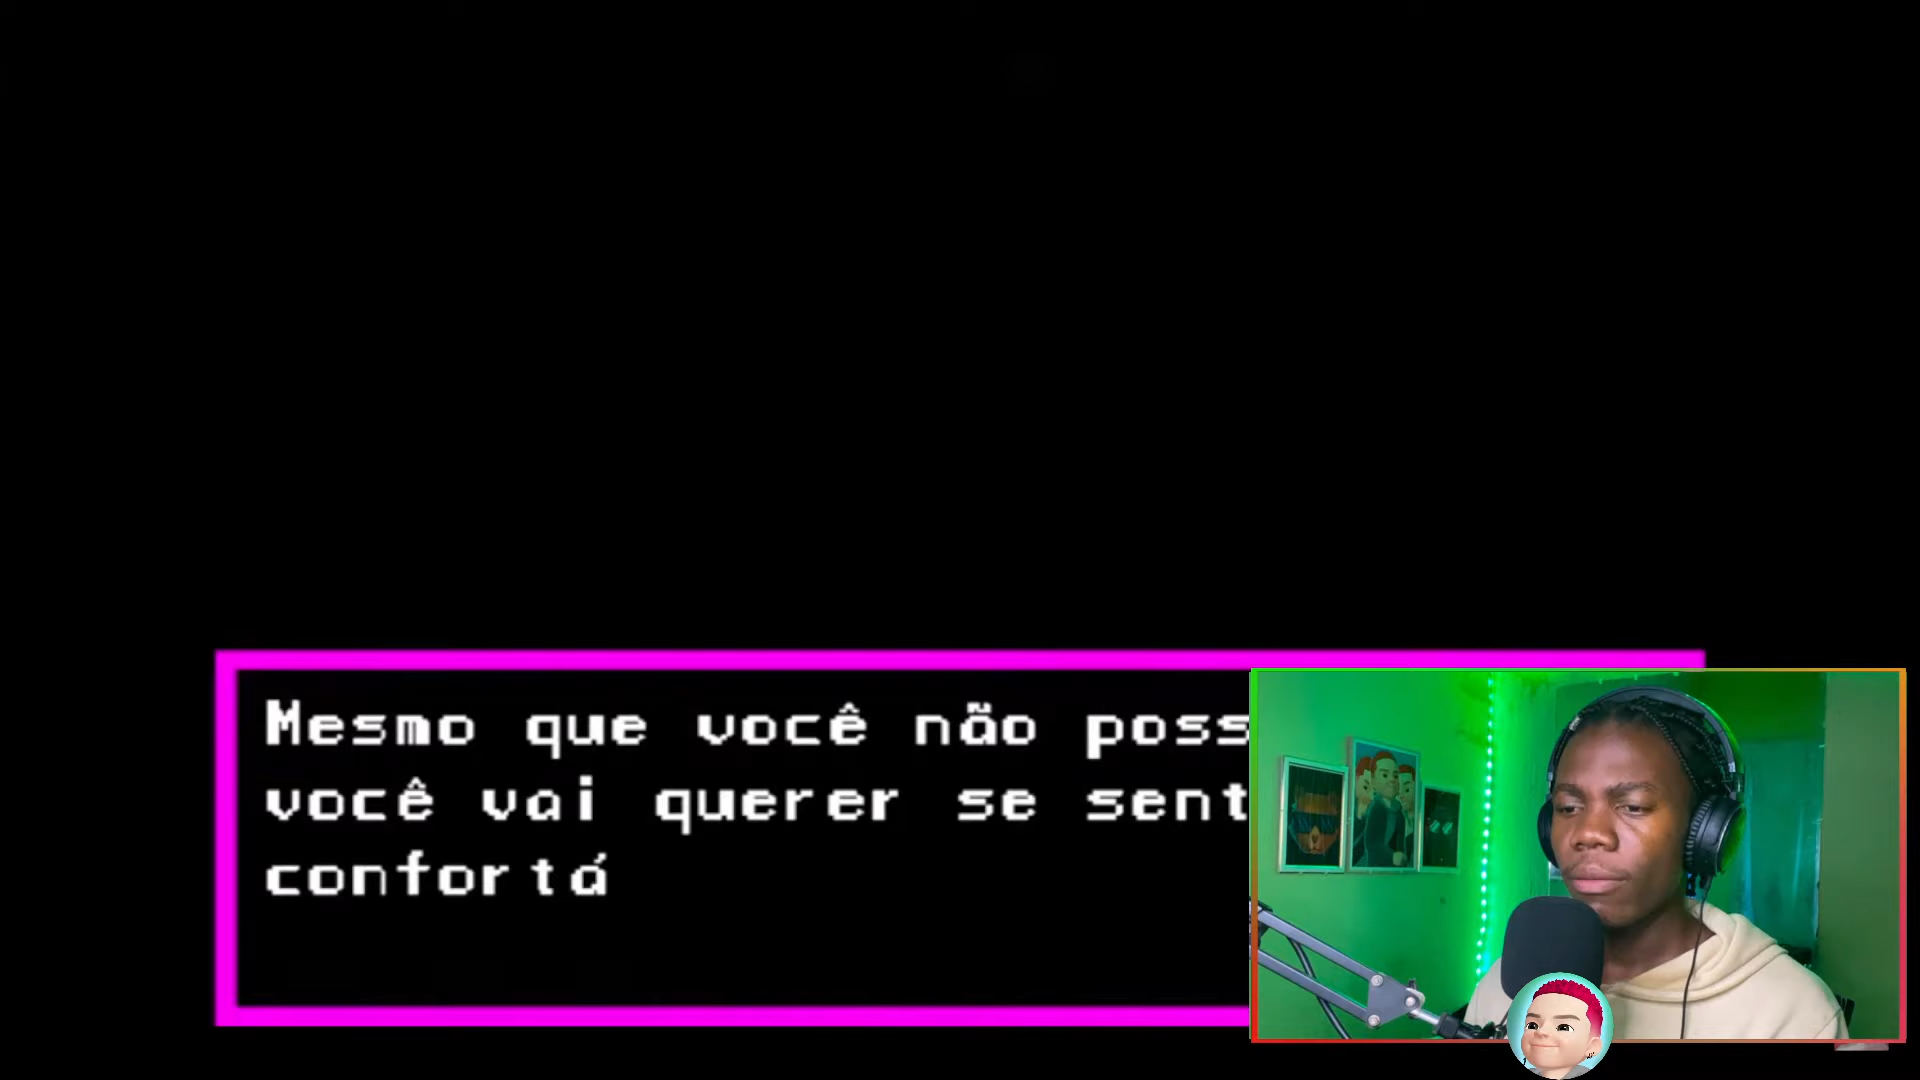 Mesmo que você não poss
você vai querer se sent
confortá